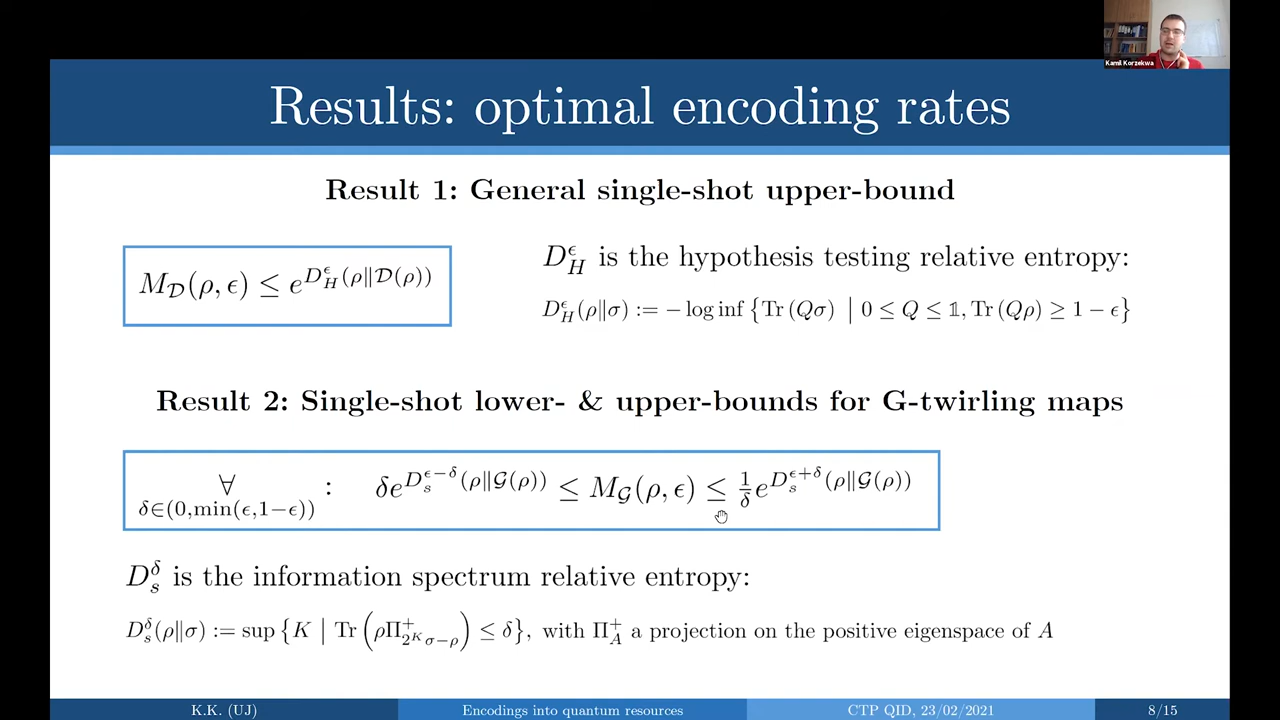 Kamil Korzekwa
Results: optimal encoding rates
Result 1: General single-shot upper-bound
M_𝒟(ρ, ϵ) ≤ e^{D_H^ϵ(ρ∥𝒟(ρ))}
D_H^ϵ is the hypothesis testing relative entropy:
D_H^ϵ(ρ∥σ) := − log inf {Tr (Qσ) | 0 ≤ Q ≤ 𝟙, Tr (Qρ) ≥ 1 − ϵ}
Result 2: Single-shot lower- & upper-bounds for G-twirling maps
∀_{δ∈(0,min(ϵ,1−ϵ))} : δe^{D_s^{ϵ−δ}(ρ∥𝒢(ρ))} ≤ M_𝒢(ρ, ϵ) ≤ 1/δ e^{D_s^{ϵ+δ}(ρ∥𝒢(ρ))}
D_s^δ is the information spectrum relative entropy:
D_s^δ(ρ∥σ) := sup {K | Tr (ρΠ^+_{2^K σ−ρ}) ≤ δ}, with Π_A^+ a projection on the positive eigenspace of A
K.K. (UJ) Encodings into quantum resources CTP QID, 23/02/2021 8/15